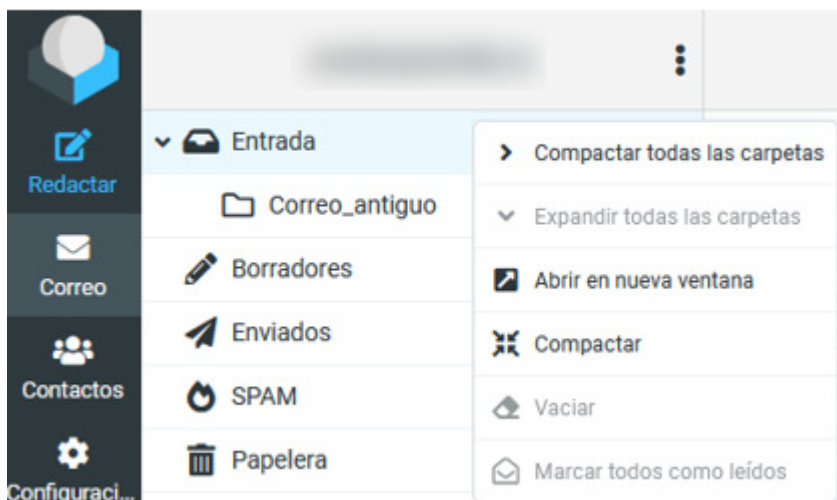 Redactar
Correo
Contactos
Configuraci...
Entrada
Correo_antiguo
Borradores
Enviados
SPAM
Papelera
Compactar todas las carpetas
Expandir todas las carpetas
Abrir en nueva ventana
Compactar
Vaciar
Marcar todos como leídos